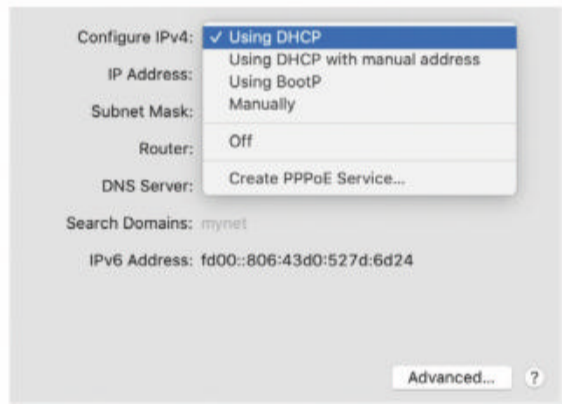 Configure IPv4: ✓ Using DHCP
Using DHCP with manual address
IP Address:
Using BootP
Subnet Mask:
Manually
Router:
Off
DNS Server:
Create PPPoE Service...
Search Domains: mynet
IPv6 Address: fd00::806:43d0:527d:6d24
Advanced... ?